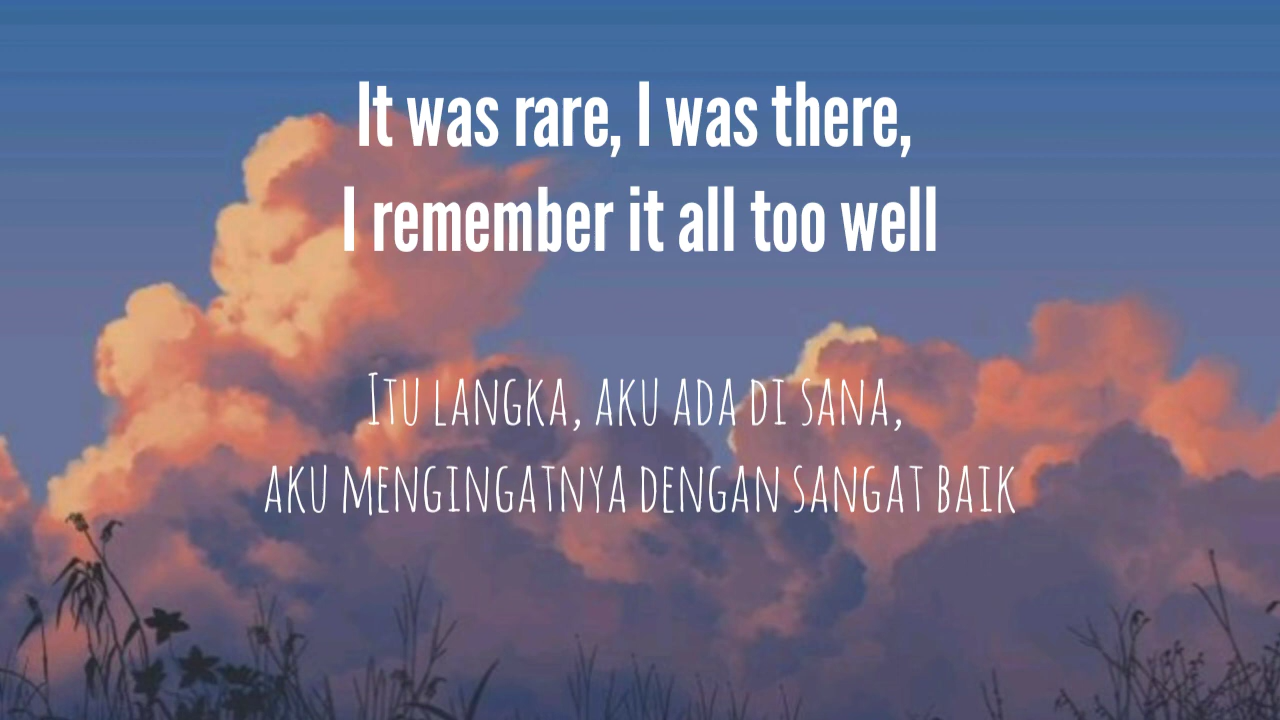 It was rare, I was there,
I remember it all too well
Itu langka, aku ada di sana,
aku mengingatnya dengan sangat baik